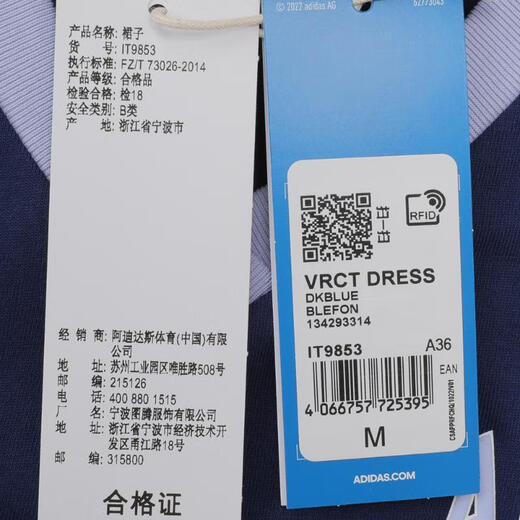 产品名称: 裙子
货 号: IT9853
执行标准: FZ/T 73026-2014
产品等级: 合格品
检验合格: 检18
安全类别: B类
产 地: 浙江省宁波市
经 销 商: 阿迪达斯体育(中国)有限
公司
地 址: 苏州工业园区唯胜路508号
邮 编: 215126
电 话: 400 880 1515
厂 名: 宁波图腾服饰有限公司
地 址: 浙江省宁波市经济技术开
发区甬江路18号
邮 编: 315800
合格证
© 2022 adidas AG
RFID
VRCT DRESS
DKBLUE
BLEFON
134293314
IT9853 A36
EAN
4 066757 725395
M
ADIDAS.COM
A